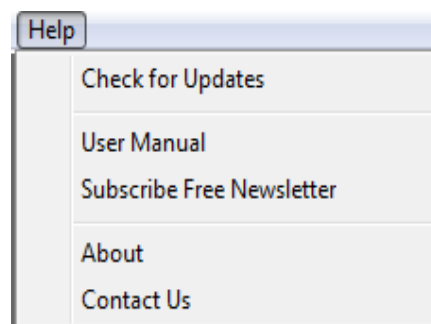 Help
Check for Updates
User Manual
Subscribe Free Newsletter
About
Contact Us